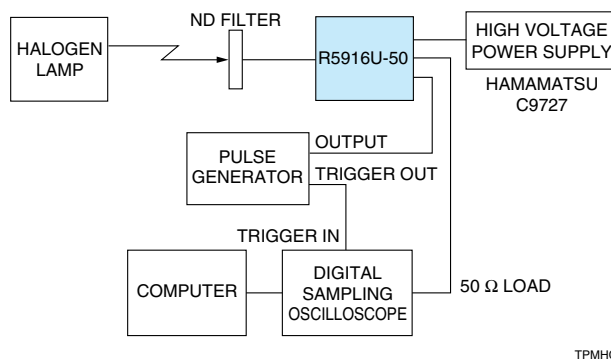 ND FILTER
HALOGEN
LAMP
R5916U-50
HIGH VOLTAGE
POWER SUPPLY
HAMAMATSU
C9727
PULSE
GENERATOR
OUTPUT
TRIGGER OUT
TRIGGER IN
COMPUTER
DIGITAL
SAMPLING
OSCILLOSCOPE
50 Ω LOAD